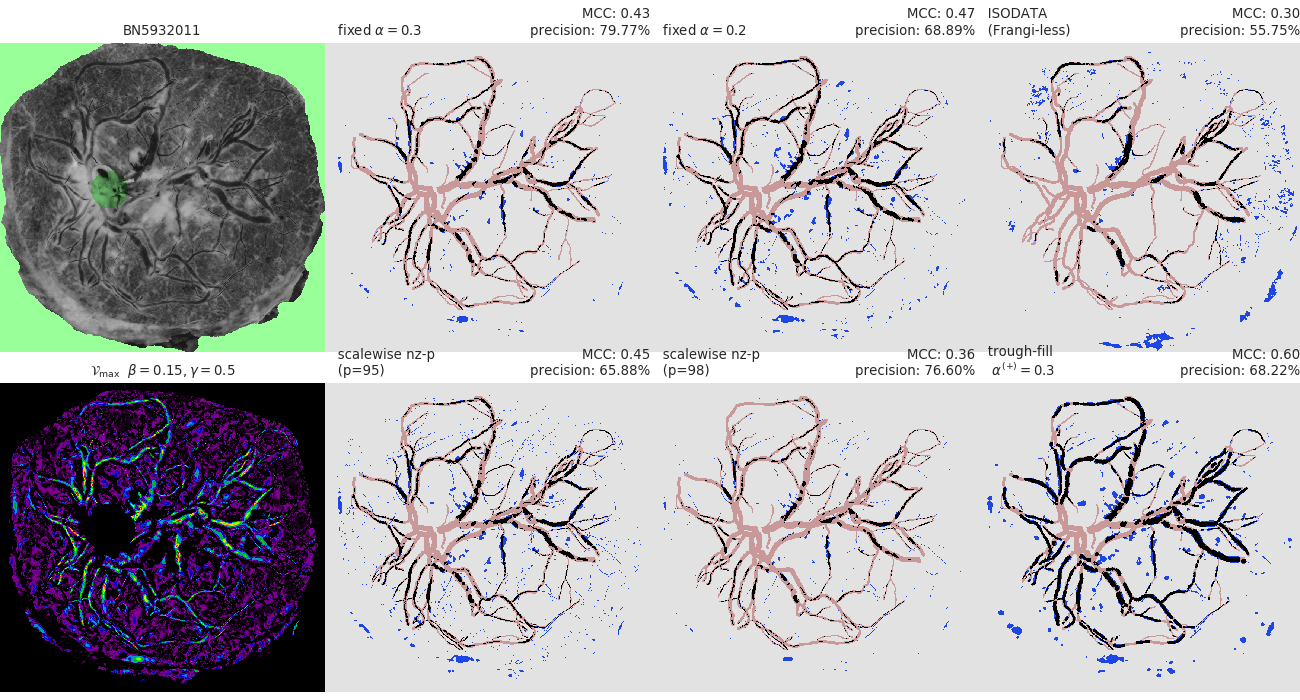 BN5932011
fixed α = 0.3
MCC: 0.43
precision: 79.77%
fixed α = 0.2
MCC: 0.47
precision: 68.89%
ISODATA
(Frangi-less)
MCC: 0.30
precision: 55.75%
𝒱max β = 0.15, γ = 0.5
scalewise nz-p
(p=95)
MCC: 0.45
precision: 65.88%
scalewise nz-p
(p=98)
MCC: 0.36
precision: 76.60%
trough-fill
α(+) = 0.3
MCC: 0.60
precision: 68.22%